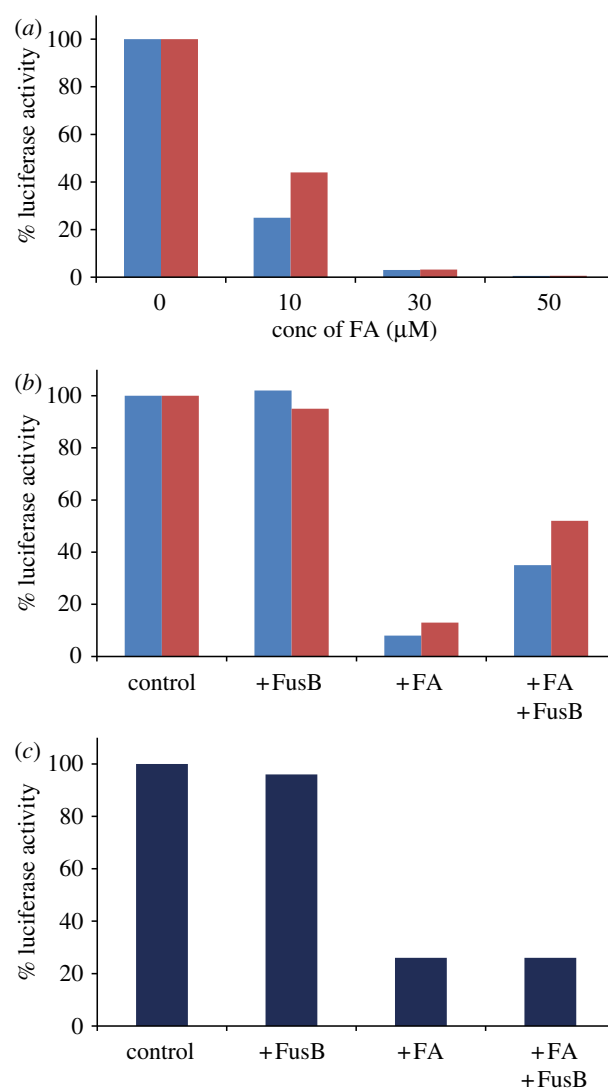 (a)
100
80
60
40
20
0
% luciferase activity
0 10 30 50
conc of FA (µM)
(b)
100
80
60
40
20
0
% luciferase activity
control +FusB +FA +FA
+FusB
(c)
100
80
60
40
20
0
% luciferase activity
control +FusB +FA +FA
+FusB